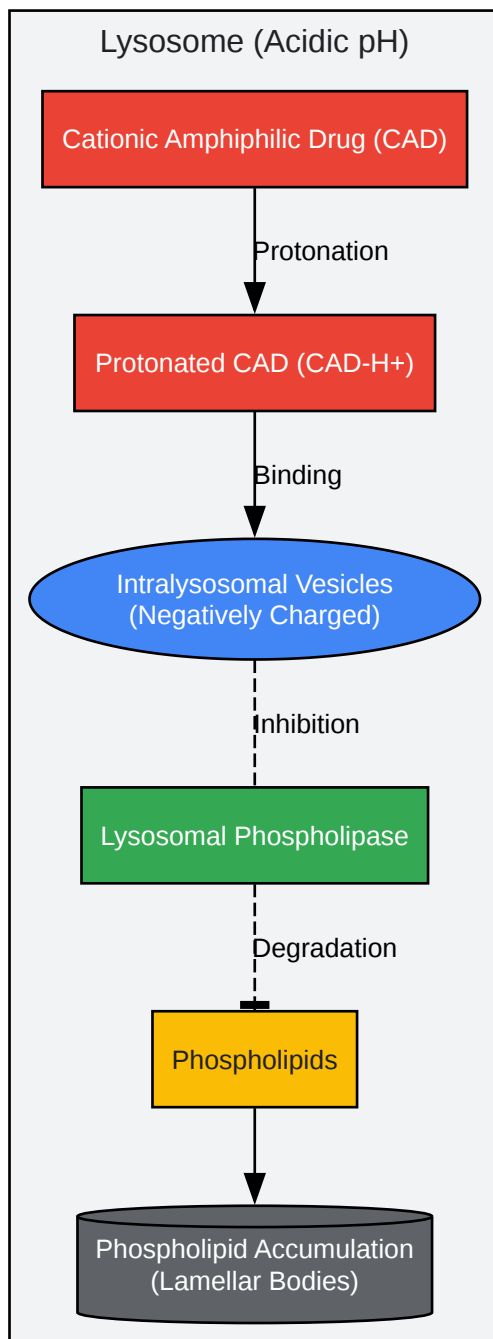 Lysosome (Acidic pH)
Cationic Amphiphilic Drug (CAD)
Protonation
Protonated CAD (CAD-H+)
Binding
Intralysosomal Vesicles
(Negatively Charged)
Inhibition
Lysosomal Phospholipase
Degradation
Phospholipids
Phospholipid Accumulation
(Lamellar Bodies)